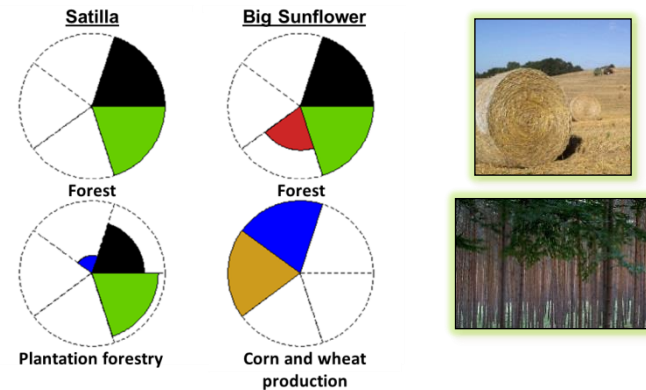 Satilla
Big Sunflower
Forest
Forest
Plantation forestry
Corn and wheat
production